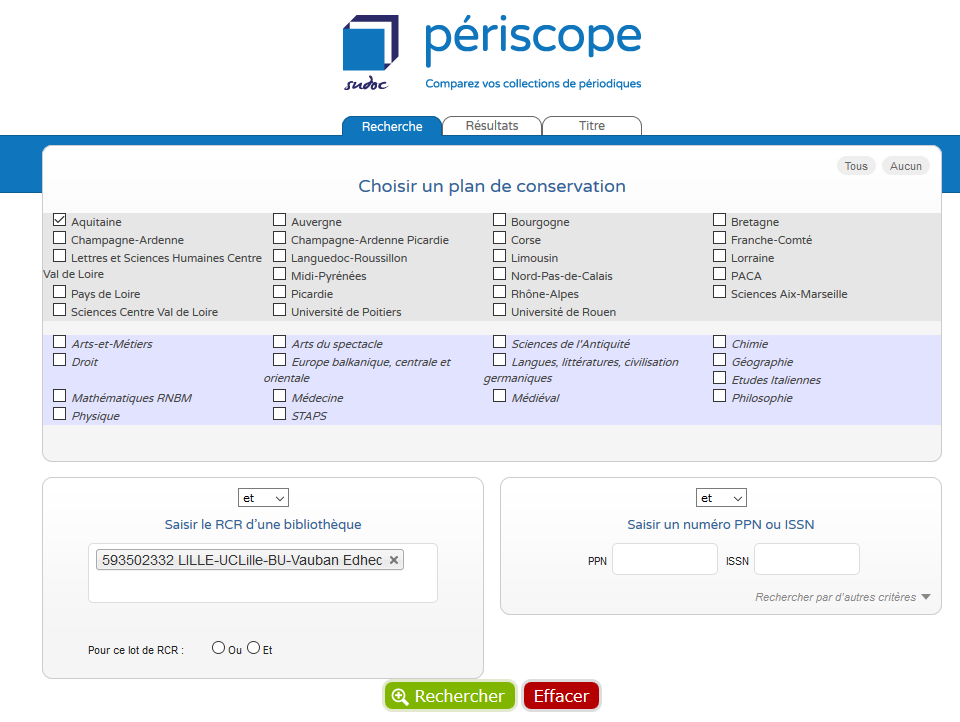 sudoc
périscope
Comparez vos collections de périodiques
Recherche Résultats Titre
Tous Aucun
Choisir un plan de conservation
Aquitaine Auvergne Bourgogne Bretagne
Champagne-Ardenne Champagne-Ardenne Picardie Corse Franche-Comté
Lettres et Sciences Humaines Centre Languedoc-Roussillon Limousin Lorraine
Val de Loire Midi-Pyrénées Nord-Pas-de-Calais PACA
Pays de Loire Picardie Rhône-Alpes Sciences Aix-Marseille
Sciences Centre Val de Loire Université de Poitiers Université de Rouen
Arts-et-Métiers Arts du spectacle Sciences de l'Antiquité Chimie
Droit Europe balkanique, centrale et Langues, littératures, civilisation Géographie
orientale germaniques Etudes Italiennes
Mathématiques RNBM Médecine Médiéval Philosophie
Physique STAPS
et et
Saisir le RCR d'une bibliothèque Saisir un numéro PPN ou ISSN
593502332 LILLE-UCLille-BU-Vauban Edhec ×
PPN ISSN
Rechercher par d'autres critères
Pour ce lot de RCR : Ou Et
Rechercher Effacer